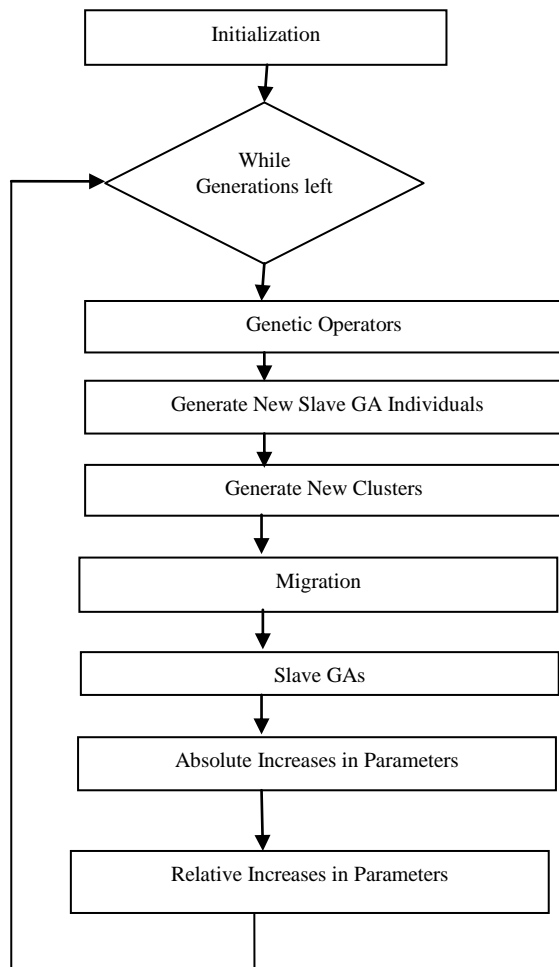 Initialization
While
Generations left
Genetic Operators
Generate New Slave GA Individuals
Generate New Clusters
Migration
Slave GAs
Absolute Increases in Parameters
Relative Increases in Parameters